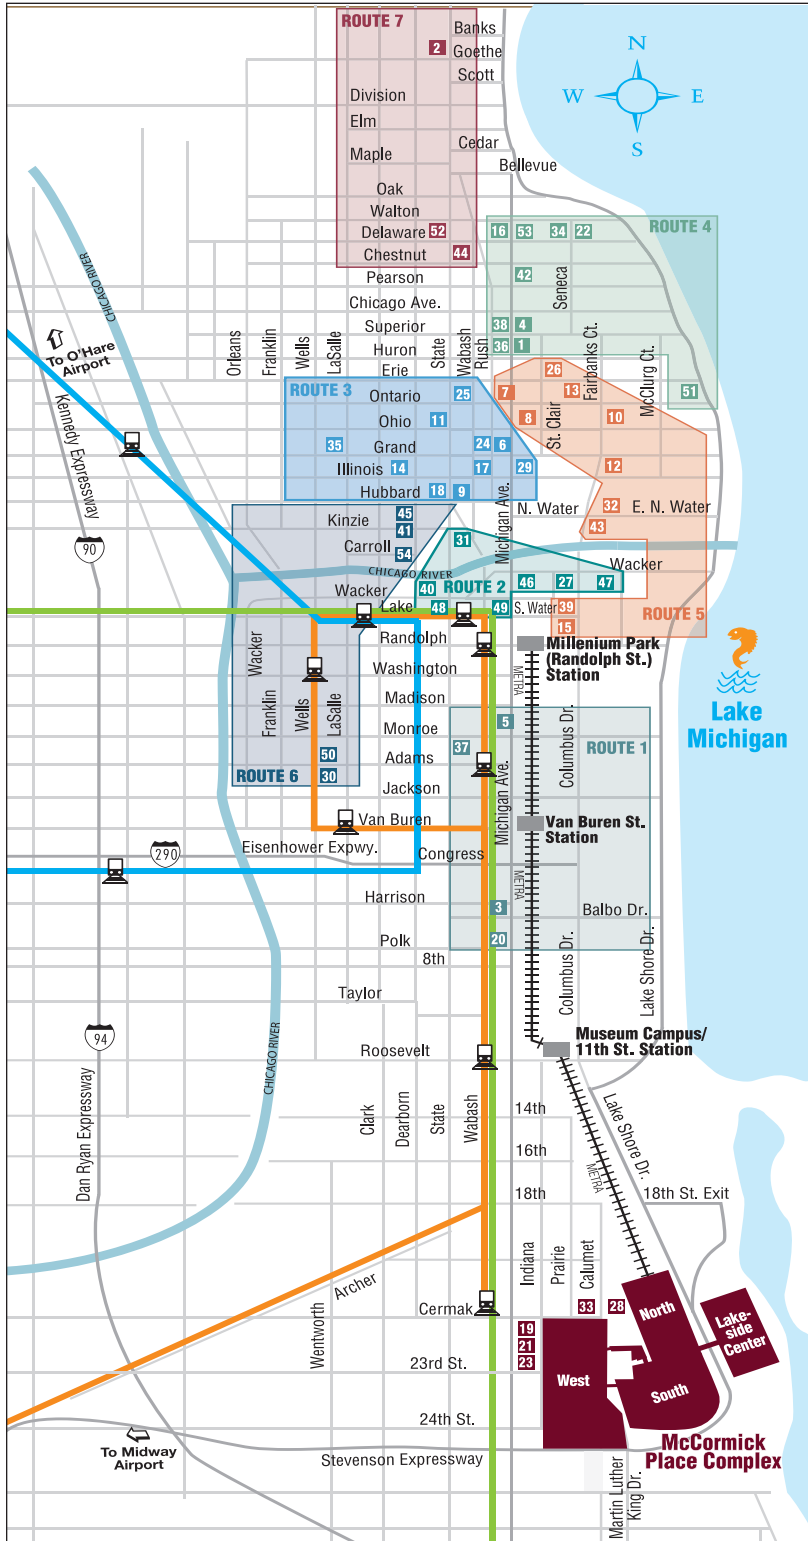 ROUTE 7
Banks
2
Goethe
Scott
N
W
E
S
Division
Elm
Cedar
Maple
Bellevue
Oak
Walton
Delaware
52
16
53
34
22
ROUTE 4
Chestnut
44
Pearson
42
Seneca
CHICAGO RIVER
Chicago Ave.
Superior
38
4
To O'Hare
Airport
Orleans
Franklin
Wells
LaSalle
State
Wabash
Rush
Huron
36
1
Erie
Fairbanks Ct.
McClurg Ct.
26
ROUTE 3
Ontario
25
7
13
51
Kennedy Expressway
Ohio
11
8
St. Clair
10
35
Grand
24
6
Illinois
14
17
29
12
Hubbard
18
9
Michigan Ave.
N. Water
32
E. N. Water
45
Kinzie
41
43
Carroll
54
31
90
CHICAGO RIVER
Wacker
Wacker
40
ROUTE 2
46
27
47
Lake
48
49
S. Water
39
ROUTE 5
15
Randolph
Millenium Park
(Randolph St.)
Station
Wacker
Washington
METRA
Franklin
Wells
LaSalle
Madison
Lake
Michigan
Monroe
5
Columbus Dr.
37
ROUTE 1
50
Adams
ROUTE 6
30
Jackson
Michigan Ave.
Van Buren
Van Buren St.
Station
Eisenhower Expwy.
290
Congress
METRA
Harrison
3
Balbo Dr.
Polk
20
8th
Columbus Dr.
Lake Shore Dr.
Taylor
CHICAGO RIVER
94
Museum Campus/
11th St. Station
Roosevelt
Dan Ryan Expressway
Clark
Dearborn
State
Wabash
14th
Lake Shore Dr.
16th
METRA
18th
18th St. Exit
Indiana
Prairie
Calumet
Archer
Wentworth
Cermak
33
28
North
Lake-
side
Center
19
21
23
23rd St.
West
South
24th St.
To Midway
Airport
McCormick
Place Complex
Stevenson Expressway
Martin Luther
King Dr.